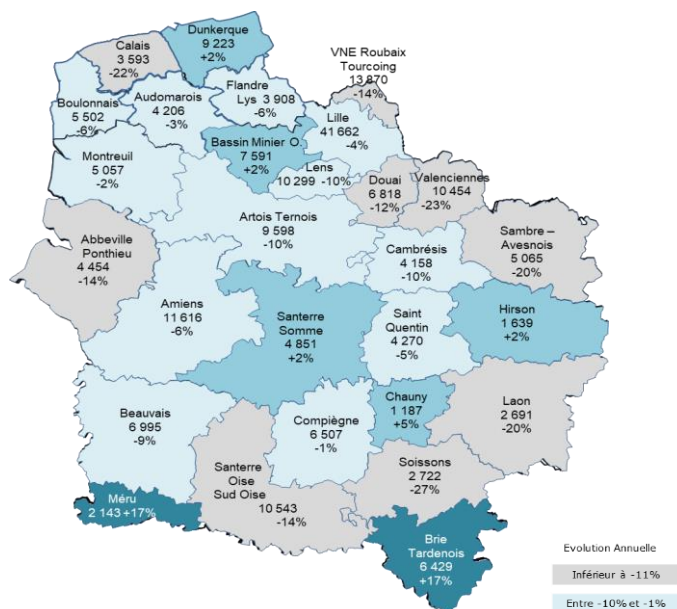 Dunkerque
9 223
+2%
Calais
3 593
-22%
VNE Roubaix
Tourcoing
13 870
-14%
Boulonnais
5 502
-6%
Audomarois
4 206
-3%
Flandre
Lys 3 908
-6%
Lille
41 662
-4%
Bassin Minier O.
7 591
+2%
Montreuil
5 057
-2%
Lens
10 299 -10%
Douai
6 818
-12%
Valenciennes
10 454
-23%
Artois Ternois
9 598
-10%
Abbeville
Ponthieu
4 454
-14%
Cambrésis
4 158
-10%
Sambre –
Avesnois
5 065
-20%
Amiens
11 616
-6%
Santerre
Somme
4 851
+2%
Saint
Quentin
4 270
-5%
Hirson
1 639
+2%
Beauvais
6 995
-9%
Compiègne
6 507
-1%
Chauny
1 187
+5%
Laon
2 691
-20%
Santerre
Oise
Sud Oise
10 543
-14%
Soissons
2 722
-27%
Méru
2 143 +17%
Brie
Tardenois
6 429
+17%
Evolution Annuelle
Inférieur à -11%
Entre -10% et -1%